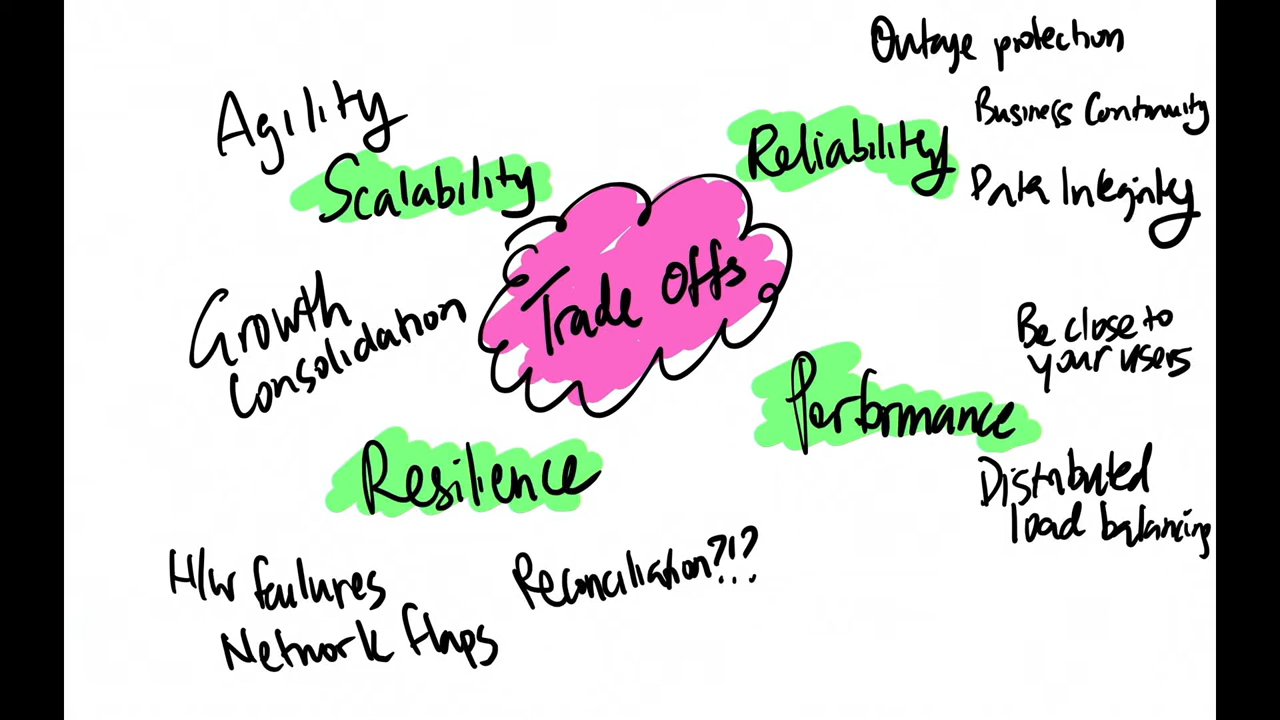 Agility
Scalability
Growth
Consolidation
Trade Offs
Reliability
Outage protection
Business Continuity
Data Integrity
Performance
Be close to
your users
Distributed
load balancing
Resilience
H/w failures
Network flaps
Reconciliation?!?